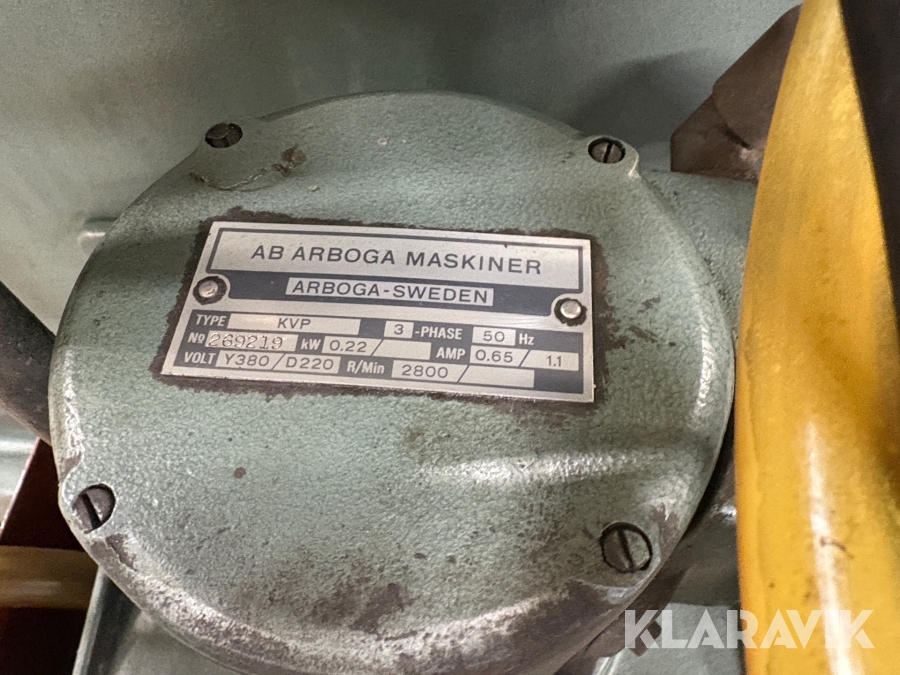 AB ARBOGA MASKINER
ARBOGA-SWEDEN
TYPE KVP 3 -PHASE 50 Hz
No 269219 kW 0.22 / AMP 0.65 / 1.1
VOLT Y380 / D220 R/Min 2800 /
KLARAVIK